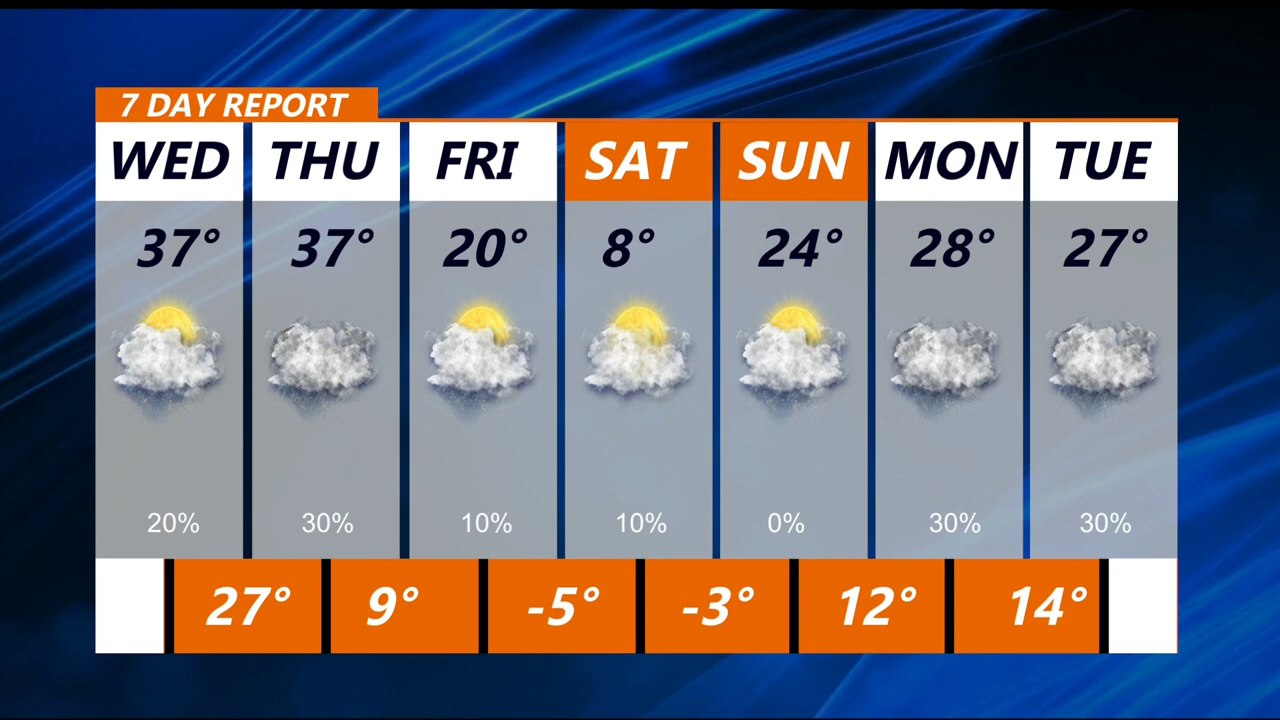 7 DAY REPORT
WED THU FRI SAT SUN MON TUE
37° 37° 20° 8° 24° 28° 27°
20% 30% 10% 10% 0% 30% 30%
27° 9° -5° -3° 12° 14°